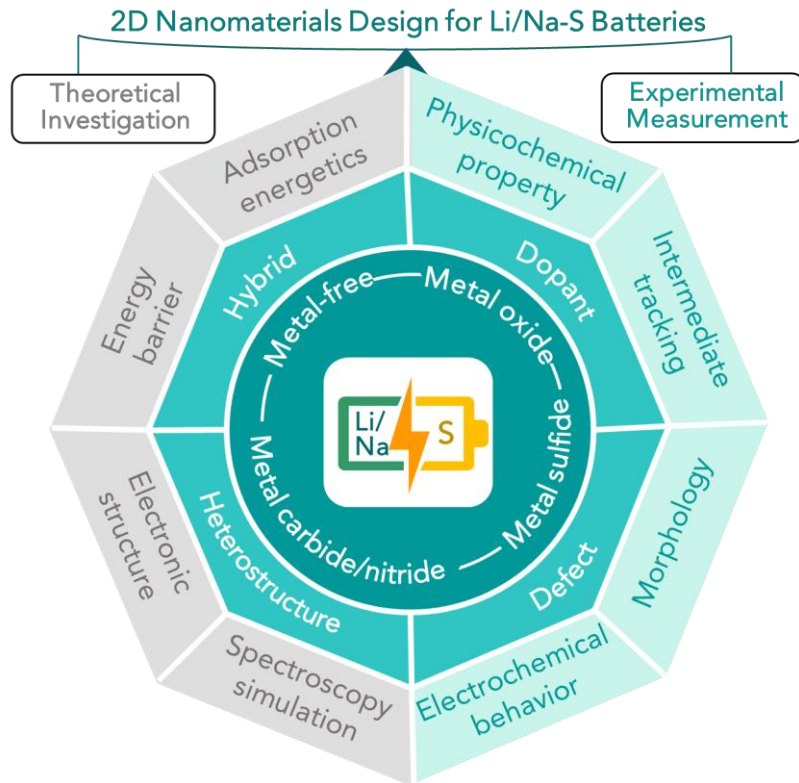 2D Nanomaterials Design for Li/Na-S Batteries
Theoretical
Investigation
Experimental
Measurement
Adsorption
energetics
Physicochemical
property
Energy
barrier
Intermediate
tracking
Electronic
structure
Morphology
Spectroscopy
simulation
Electrochemical
behavior
Hybrid
Dopant
Heterostructure
Defect
Metal-free
Metal oxide
Metal carbide/nitride
Metal sulfide
Li/
Na
S